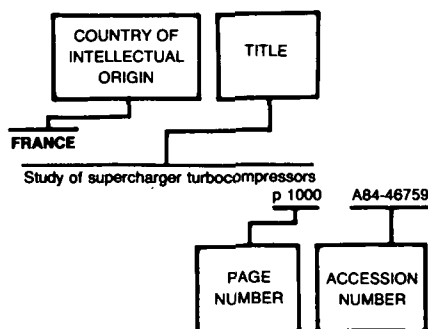 COUNTRY OF
INTELLECTUAL
ORIGIN
TITLE
FRANCE
Study of supercharger turbocompressors
p 1000 A84-46759
PAGE
NUMBER
ACCESSION
NUMBER